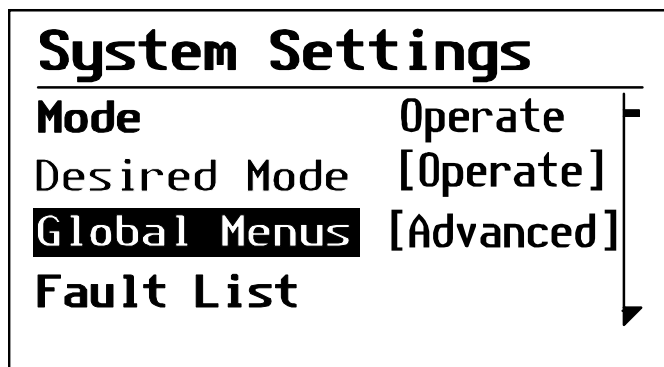 System Settings
Mode Operate
Desired Mode [Operate]
Global Menus [Advanced]
Fault List